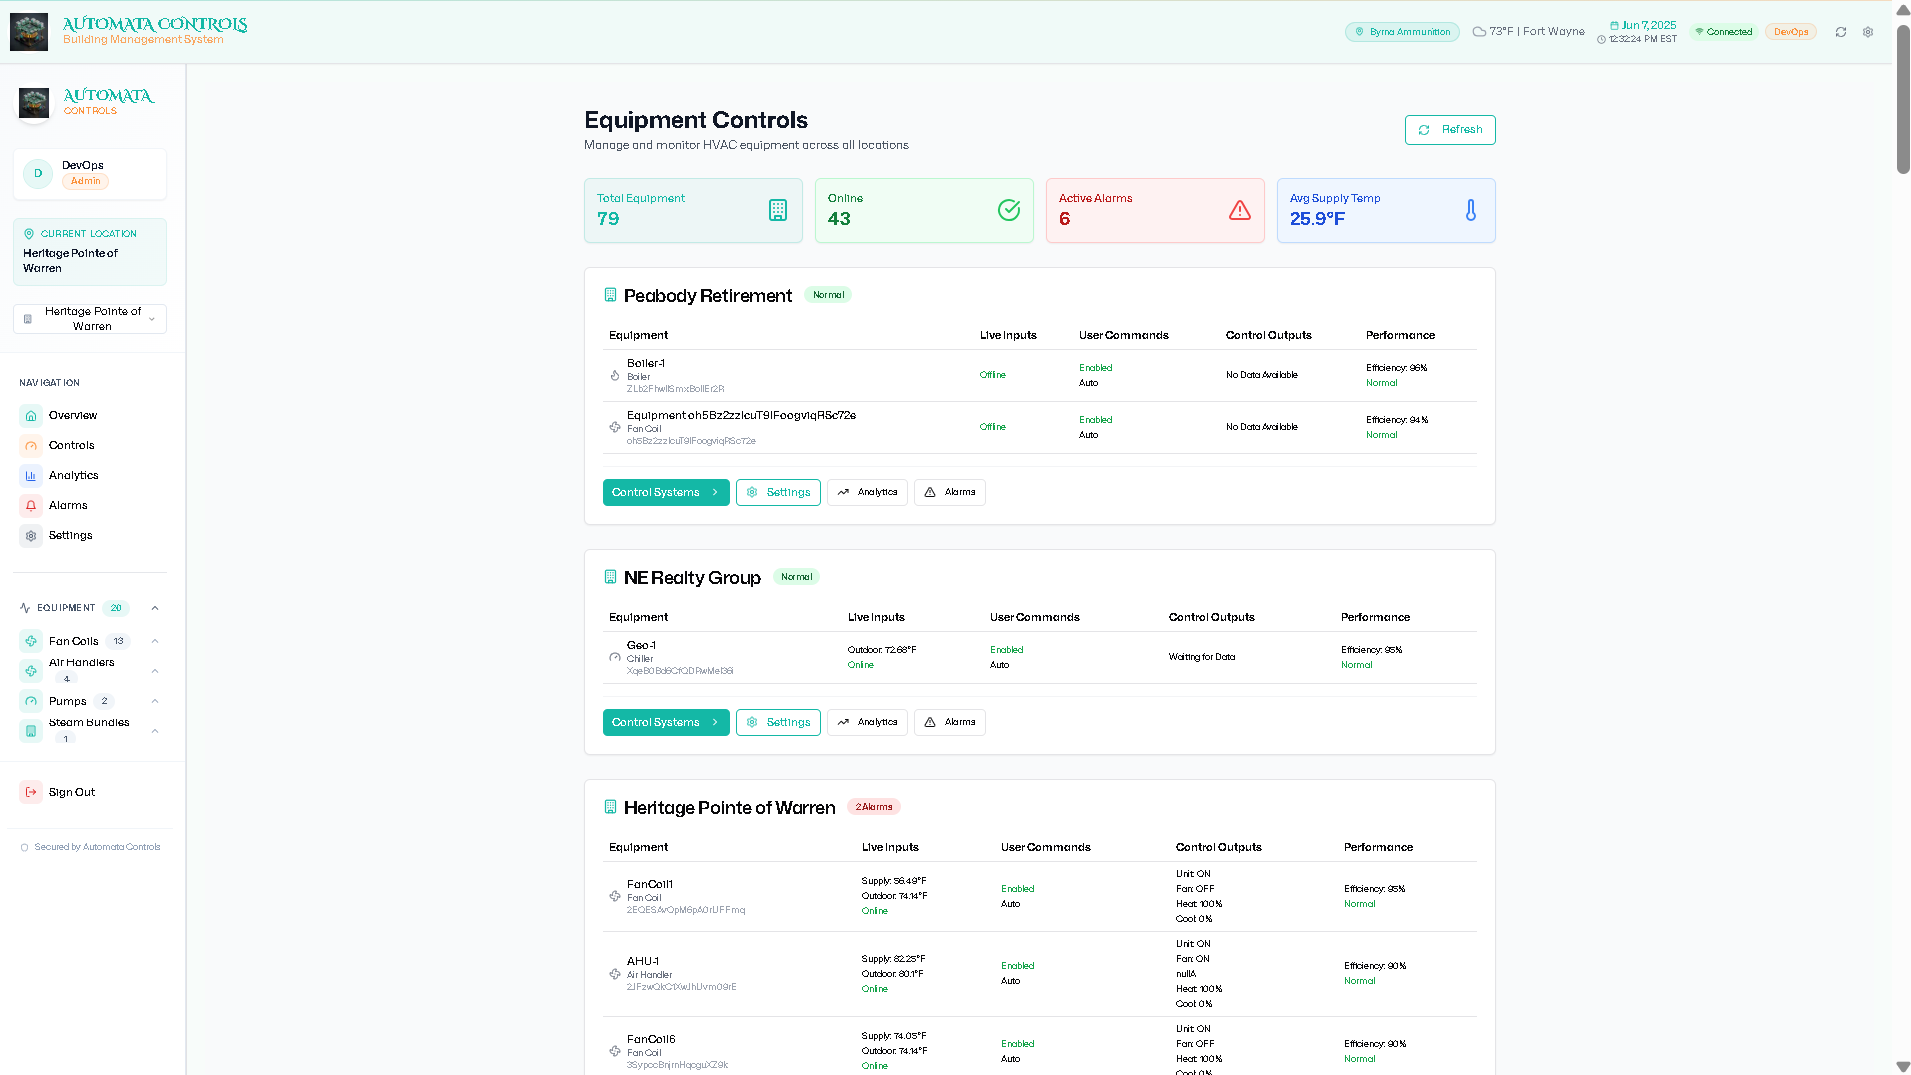 AUTOMATA CONTROLS
Building Management System
Byrna Ammunition
73°F | Fort Wayne
Jun 7, 2025
12:32:24 PM EST
Connected
DevOps
AUTOMATA
CONTROLS
D
DevOps
Admin
CURRENT LOCATION
Heritage Pointe of
Warren
Heritage Pointe of
Warren
NAVIGATION
Overview
Controls
Analytics
Alarms
Settings
EQUIPMENT 20
Fan Coils 13
Air Handlers
4
Pumps 2
Steam Bundles
1
Sign Out
Secured by Automata Controls
Equipment Controls
Manage and monitor HVAC equipment across all locations
Refresh
Total Equipment
79
Online
43
Active Alarms
6
Avg Supply Temp
25.9°F
Peabody Retirement Normal
Equipment Live Inputs User Commands Control Outputs Performance
Boiler-1
Boiler
Offline
Enabled
Auto
No Data Available
Efficiency: 96%
Normal
Equipment oh5Bz2zzIcuT9lFoogviqRSc72e
Fan Coil
oh5Bz2zzIcuT9lFoogviqRSc72e
Offline
Enabled
Auto
No Data Available
Efficiency: 94%
Normal
Control Systems Settings Analytics Alarms
NE Realty Group Normal
Equipment Live Inputs User Commands Control Outputs Performance
Geo-1
Chiller
Outdoor: 72.68°F
Online
Enabled
Auto
Waiting for Data
Efficiency: 95%
Normal
Control Systems Settings Analytics Alarms
Heritage Pointe of Warren 2 Alarms
Equipment Live Inputs User Commands Control Outputs Performance
FanCoil1
Fan Coil
Supply: 56.49°F
Outdoor: 74.14°F
Online
Enabled
Auto
Unit: ON
Fan: OFF
Heat: 100%
Cool: 0%
Efficiency: 95%
Normal
AHU-1
Air Handler
Supply: 82.25°F
Outdoor: 80.1°F
Online
Enabled
Auto
Unit: ON
Fan: ON
nullA
Heat: 100%
Cool: 0%
Efficiency: 90%
Normal
FanCoil6
Fan Coil
Supply: 74.05°F
Outdoor: 74.14°F
Online
Enabled
Auto
Unit: ON
Fan: OFF
Heat: 100%
Cool: 0%
Efficiency: 90%
Normal